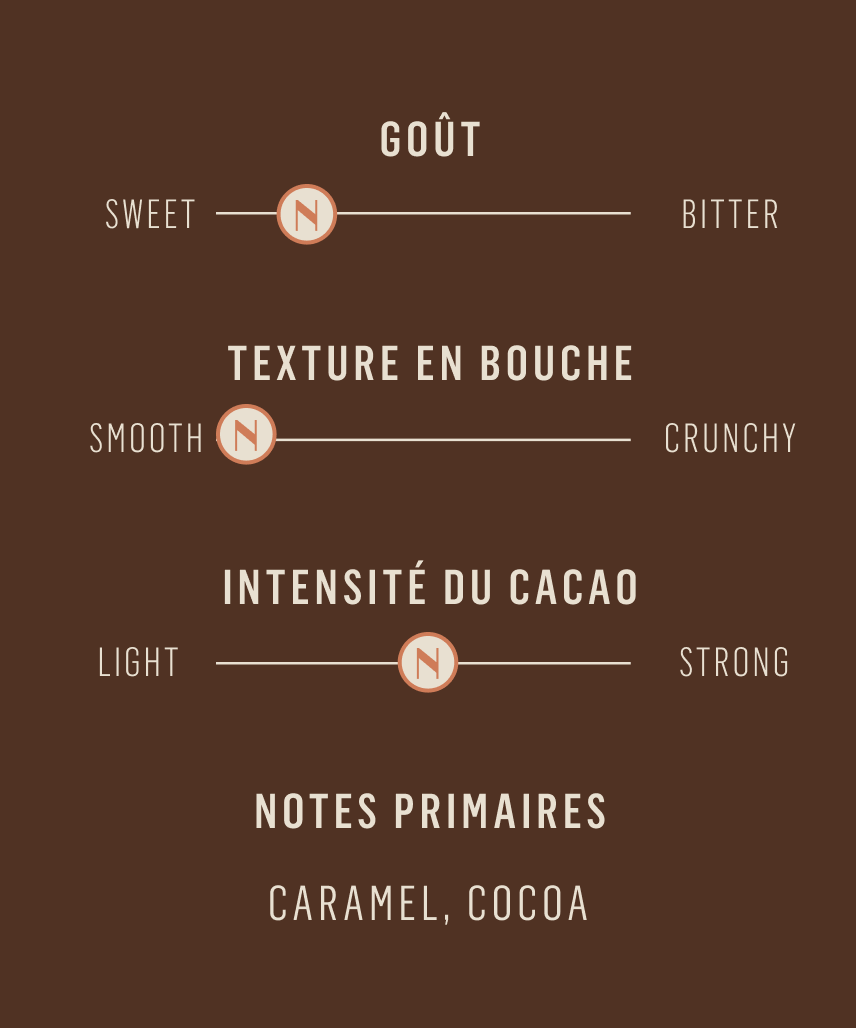 GOÛT
SWEET N BITTER
TEXTURE EN BOUCHE
SMOOTH N CRUNCHY
INTENSITÉ DU CACAO
LIGHT N STRONG
NOTES PRIMAIRES
CARAMEL, COCOA